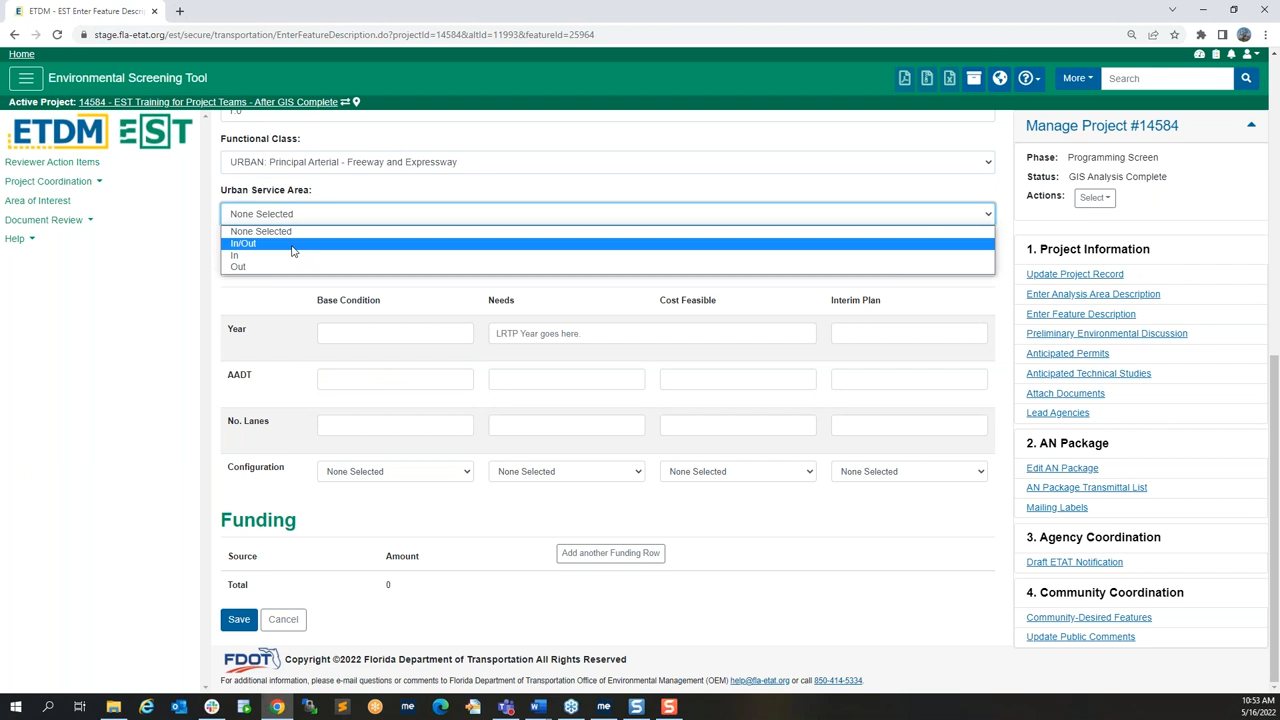 ETDM - EST Enter Feature Descri
stage.fla-etat.org/est/secure/transportation/EnterFeatureDescription.do?projectId=14584&altId=11993&featureId=25964
Home
Environmental Screening Tool
More
Search
Active Project: 14584 - EST Training for Project Teams - After GIS Complete
ETDM EST
Reviewer Action Items
Project Coordination
Area of Interest
Document Review
Help
1.0
Functional Class:
URBAN: Principal Arterial - Freeway and Expressway
Urban Service Area:
None Selected
None Selected
In/Out
In
Out
Base Condition Needs Cost Feasible Interim Plan
Year LRTP Year goes here.
AADT
No. Lanes
Configuration None Selected None Selected None Selected None Selected
Funding
Source Amount Add another Funding Row
Total 0
Save Cancel
FDOT Copyright ©2022 Florida Department of Transportation All Rights Reserved
For additional information, please e-mail questions or comments to Florida Department of Transportation Office of Environmental Management (OEM) help@fla-etat.org or call 850-414-5334.
Manage Project #14584
Phase: Programming Screen
Status: GIS Analysis Complete
Actions: Select
1. Project Information
Update Project Record
Enter Analysis Area Description
Enter Feature Description
Preliminary Environmental Discussion
Anticipated Permits
Anticipated Technical Studies
Attach Documents
Lead Agencies
2. AN Package
Edit AN Package
AN Package Transmittal List
Mailing Labels
3. Agency Coordination
Draft ETAT Notification
4. Community Coordination
Community-Desired Features
Update Public Comments
me
me
10:53 AM
5/16/2022